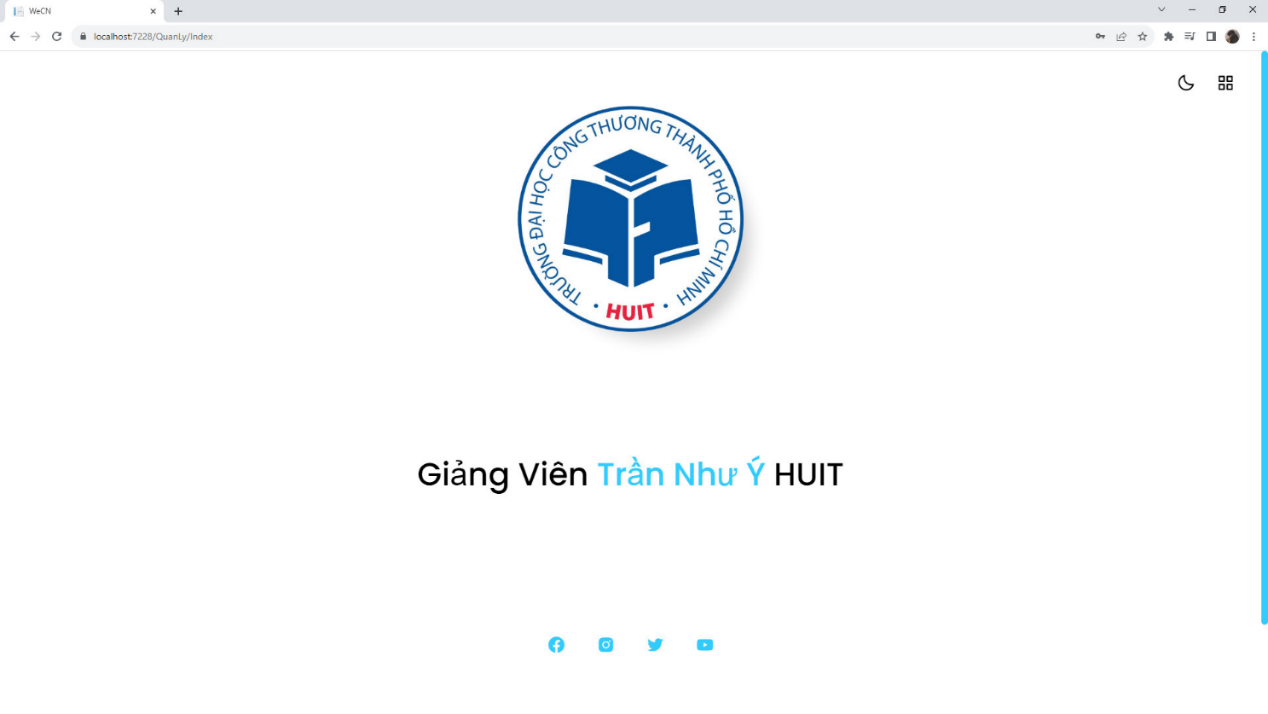 WeCN
localhost:7228/QuanLy/Index
TRƯỜNG ĐẠI HỌC CÔNG THƯƠNG THÀNH PHỐ HỒ CHÍ MINH
HUIT
Giảng Viên Trần Như Ý HUIT